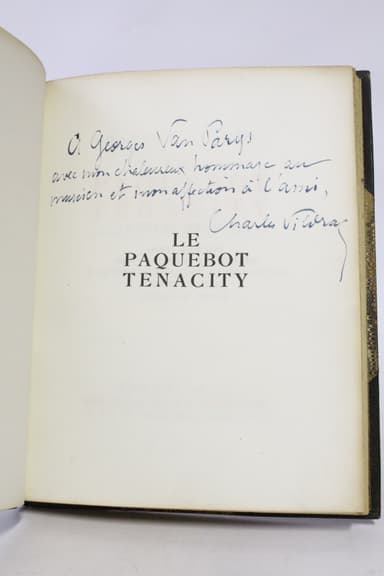 A Georges Van Parys
avec mon chaleureux hommage au
musicien et mon affection à l'ami,
Charles Vildrac
LE
PAQUEBOT
TENACITY